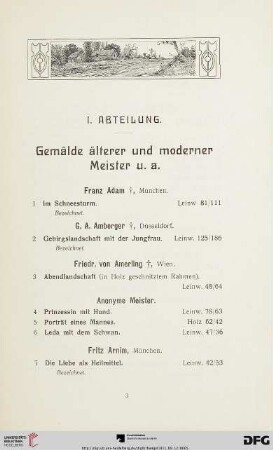 I. ABTEILUNG.
Gemälde älterer und moderner
Meister u. a.
Franz Adam †, München.
1 Im Schneesturm. Leinw. 81/111
Bezeichnet.
G. A. Amberger †, Düsseldorf.
2 Gebirgslandschaft mit der Jungfrau. Leinw. 125/186
Bezeichnet.
Friedr. von Amerling †, Wien.
3 Abendlandschaft (in Holz geschnitztem Rahmen).
Leinw. 48/64
Anonyme Meister.
4 Prinzessin mit Hund. Leinw. 76/63
5 Porträt eines Mannes. Holz 62/42
6 Leda mit dem Schwan. Leinw. 47/36
Fritz Arnim, München.
7 Die Liebe als Heilmittel. Leinw. 42/53
Bezeichnet.
3
UNIVERSITÄTS-
BIBLIOTHEK
HEIDELBERG
DFG